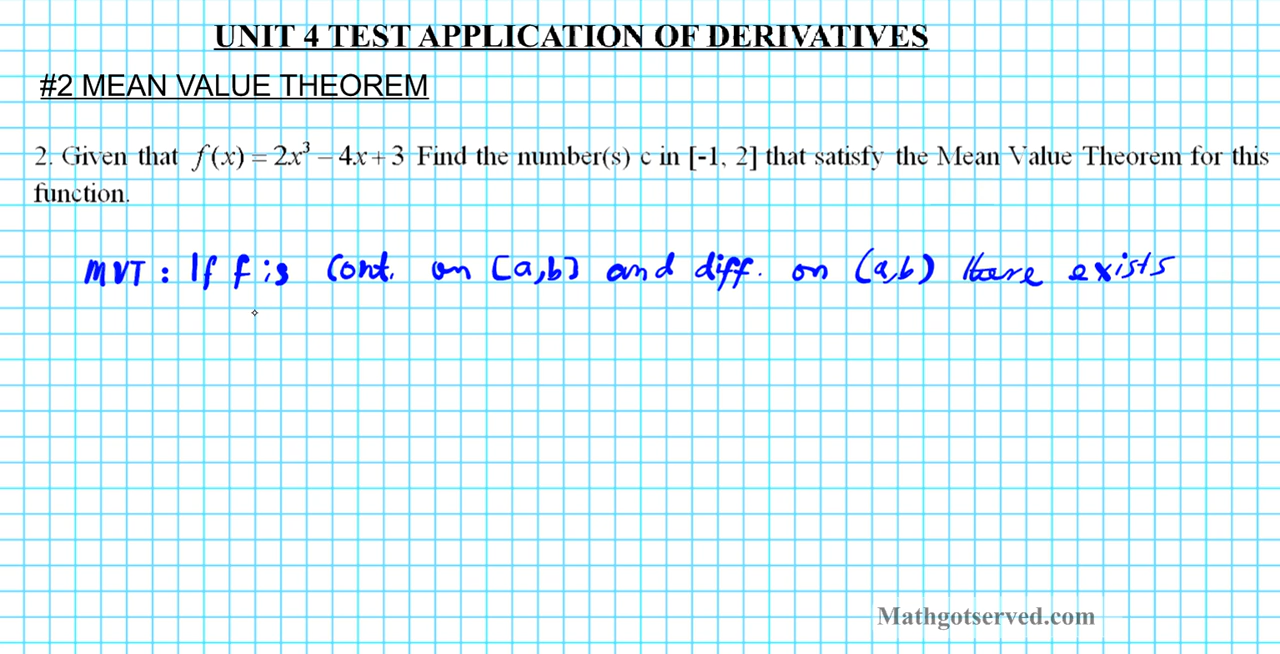 UNIT 4 TEST APPLICATION OF DERIVATIVES
#2 MEAN VALUE THEOREM
2. Given that f(x) = 2x³ − 4x + 3 Find the number(s) c in [-1, 2] that satisfy the Mean Value Theorem for this
function.
MVT : If f is Cont. on [a,b] and diff. on (a,b) there exists
Mathgotserved.com